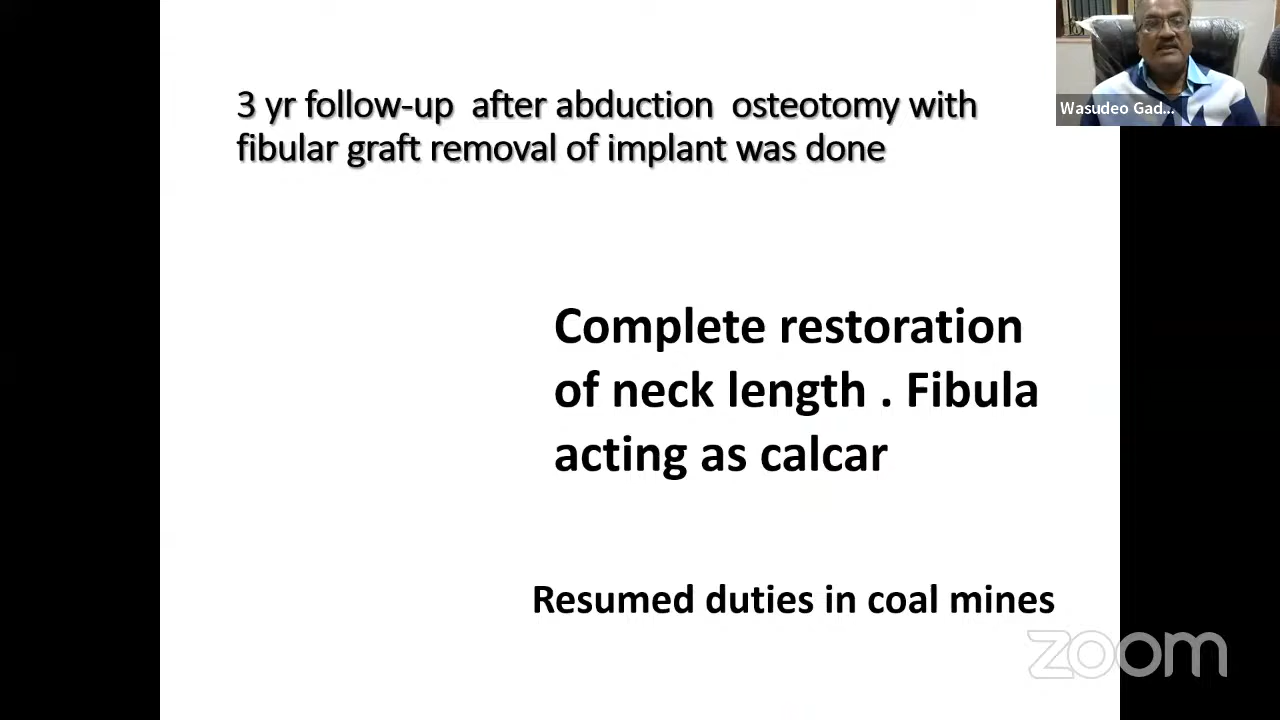 3 yr follow-up after abduction osteotomy with
fibular graft removal of implant was done
Wasudeo Gad...
Complete restoration
of neck length . Fibula
acting as calcar
Resumed duties in coal mines
zoom